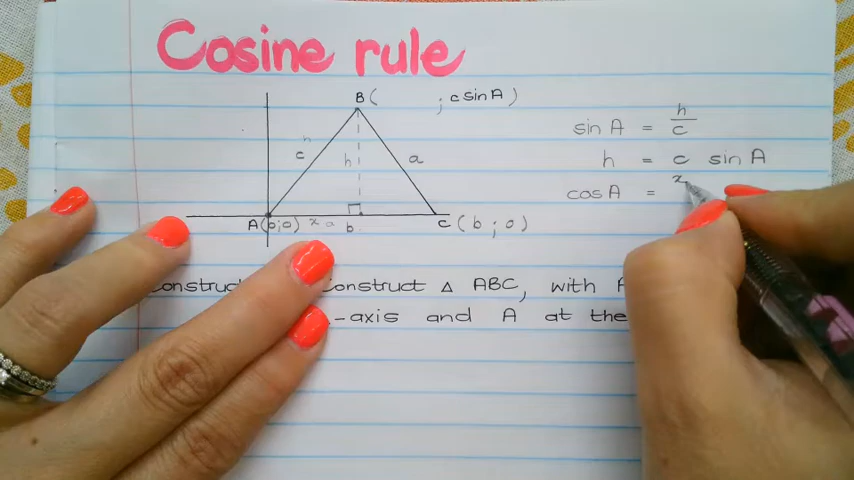 Cosine rule
B( ; c sin A)
sin A = h/c
c h a
h = c sin A
cos A = x
A(0;0) x b C (b ; 0)
Construct Δ ABC, with
-axis and A at the